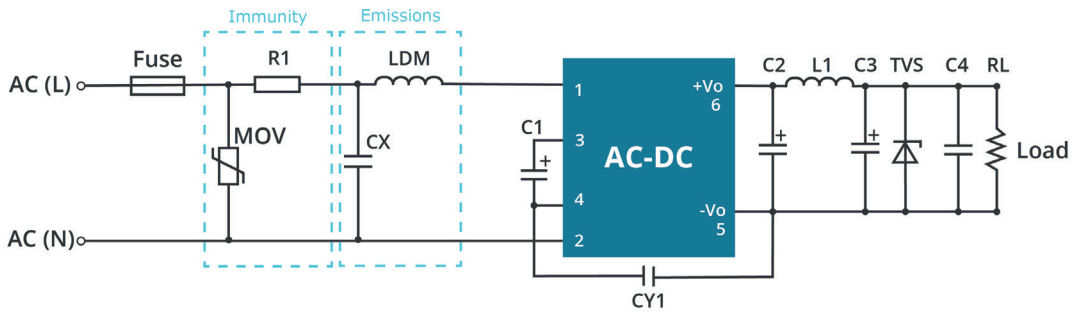 Immunity
Emissions
Fuse
R1
LDM
C2
L1
C3
TVS
C4
RL
AC (L)
1
+Vo
6
MOV
CX
C1
+
3
AC-DC
+
+
Load
4
-Vo
5
AC (N)
2
CY1